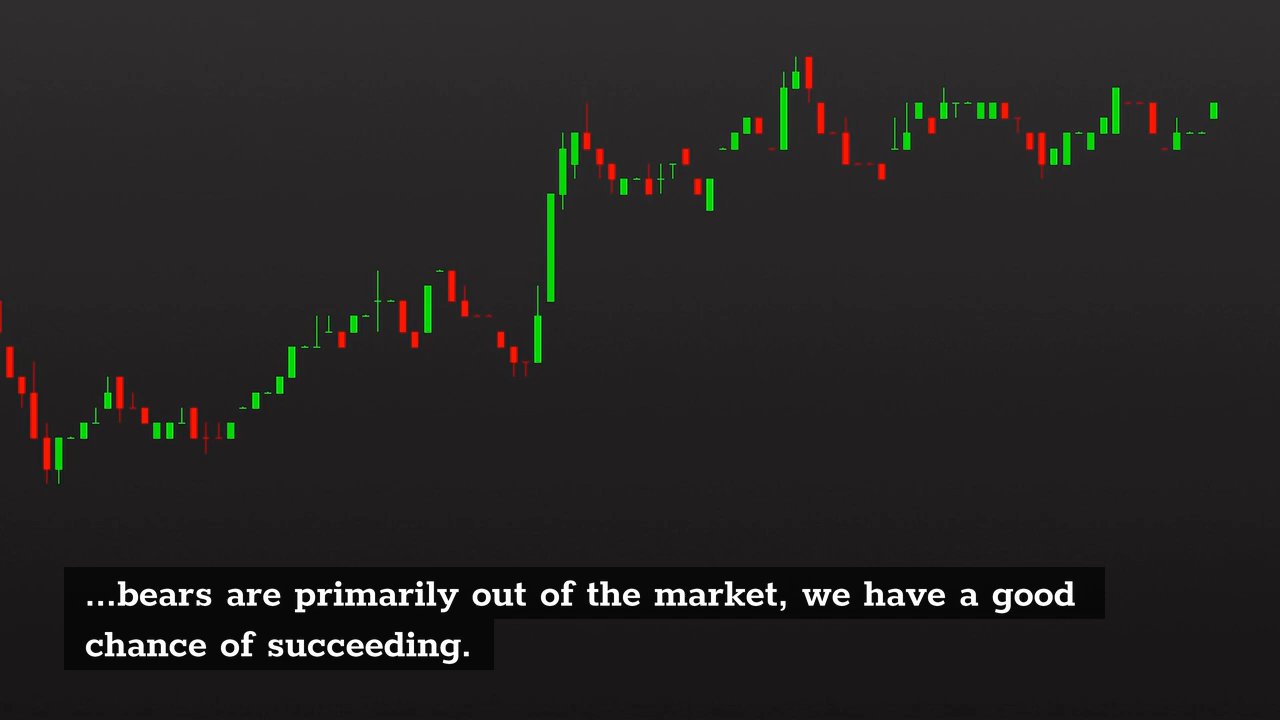 ...bears are primarily out of the market, we have a good
chance of succeeding.